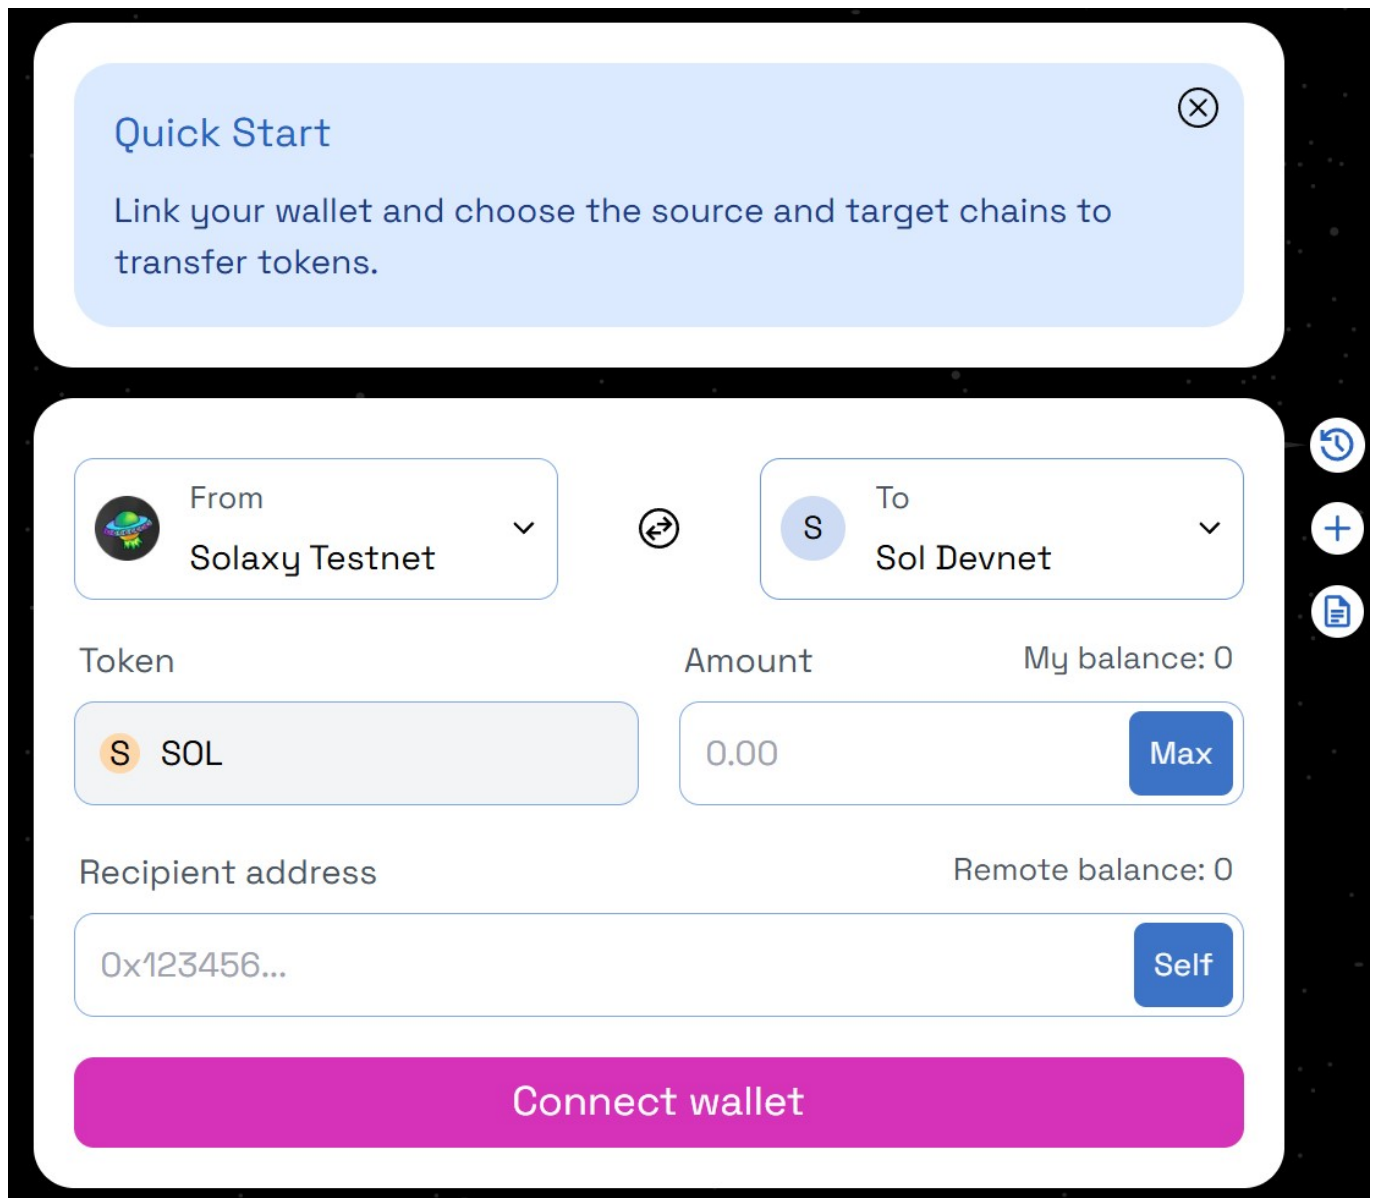 Quick Start
Link your wallet and choose the source and target chains to
transfer tokens.
From
Solaxy Testnet
S
To
Sol Devnet
Token
Amount
My balance: 0
S SOL
0.00
Max
Recipient address
Remote balance: 0
0x123456...
Self
Connect wallet